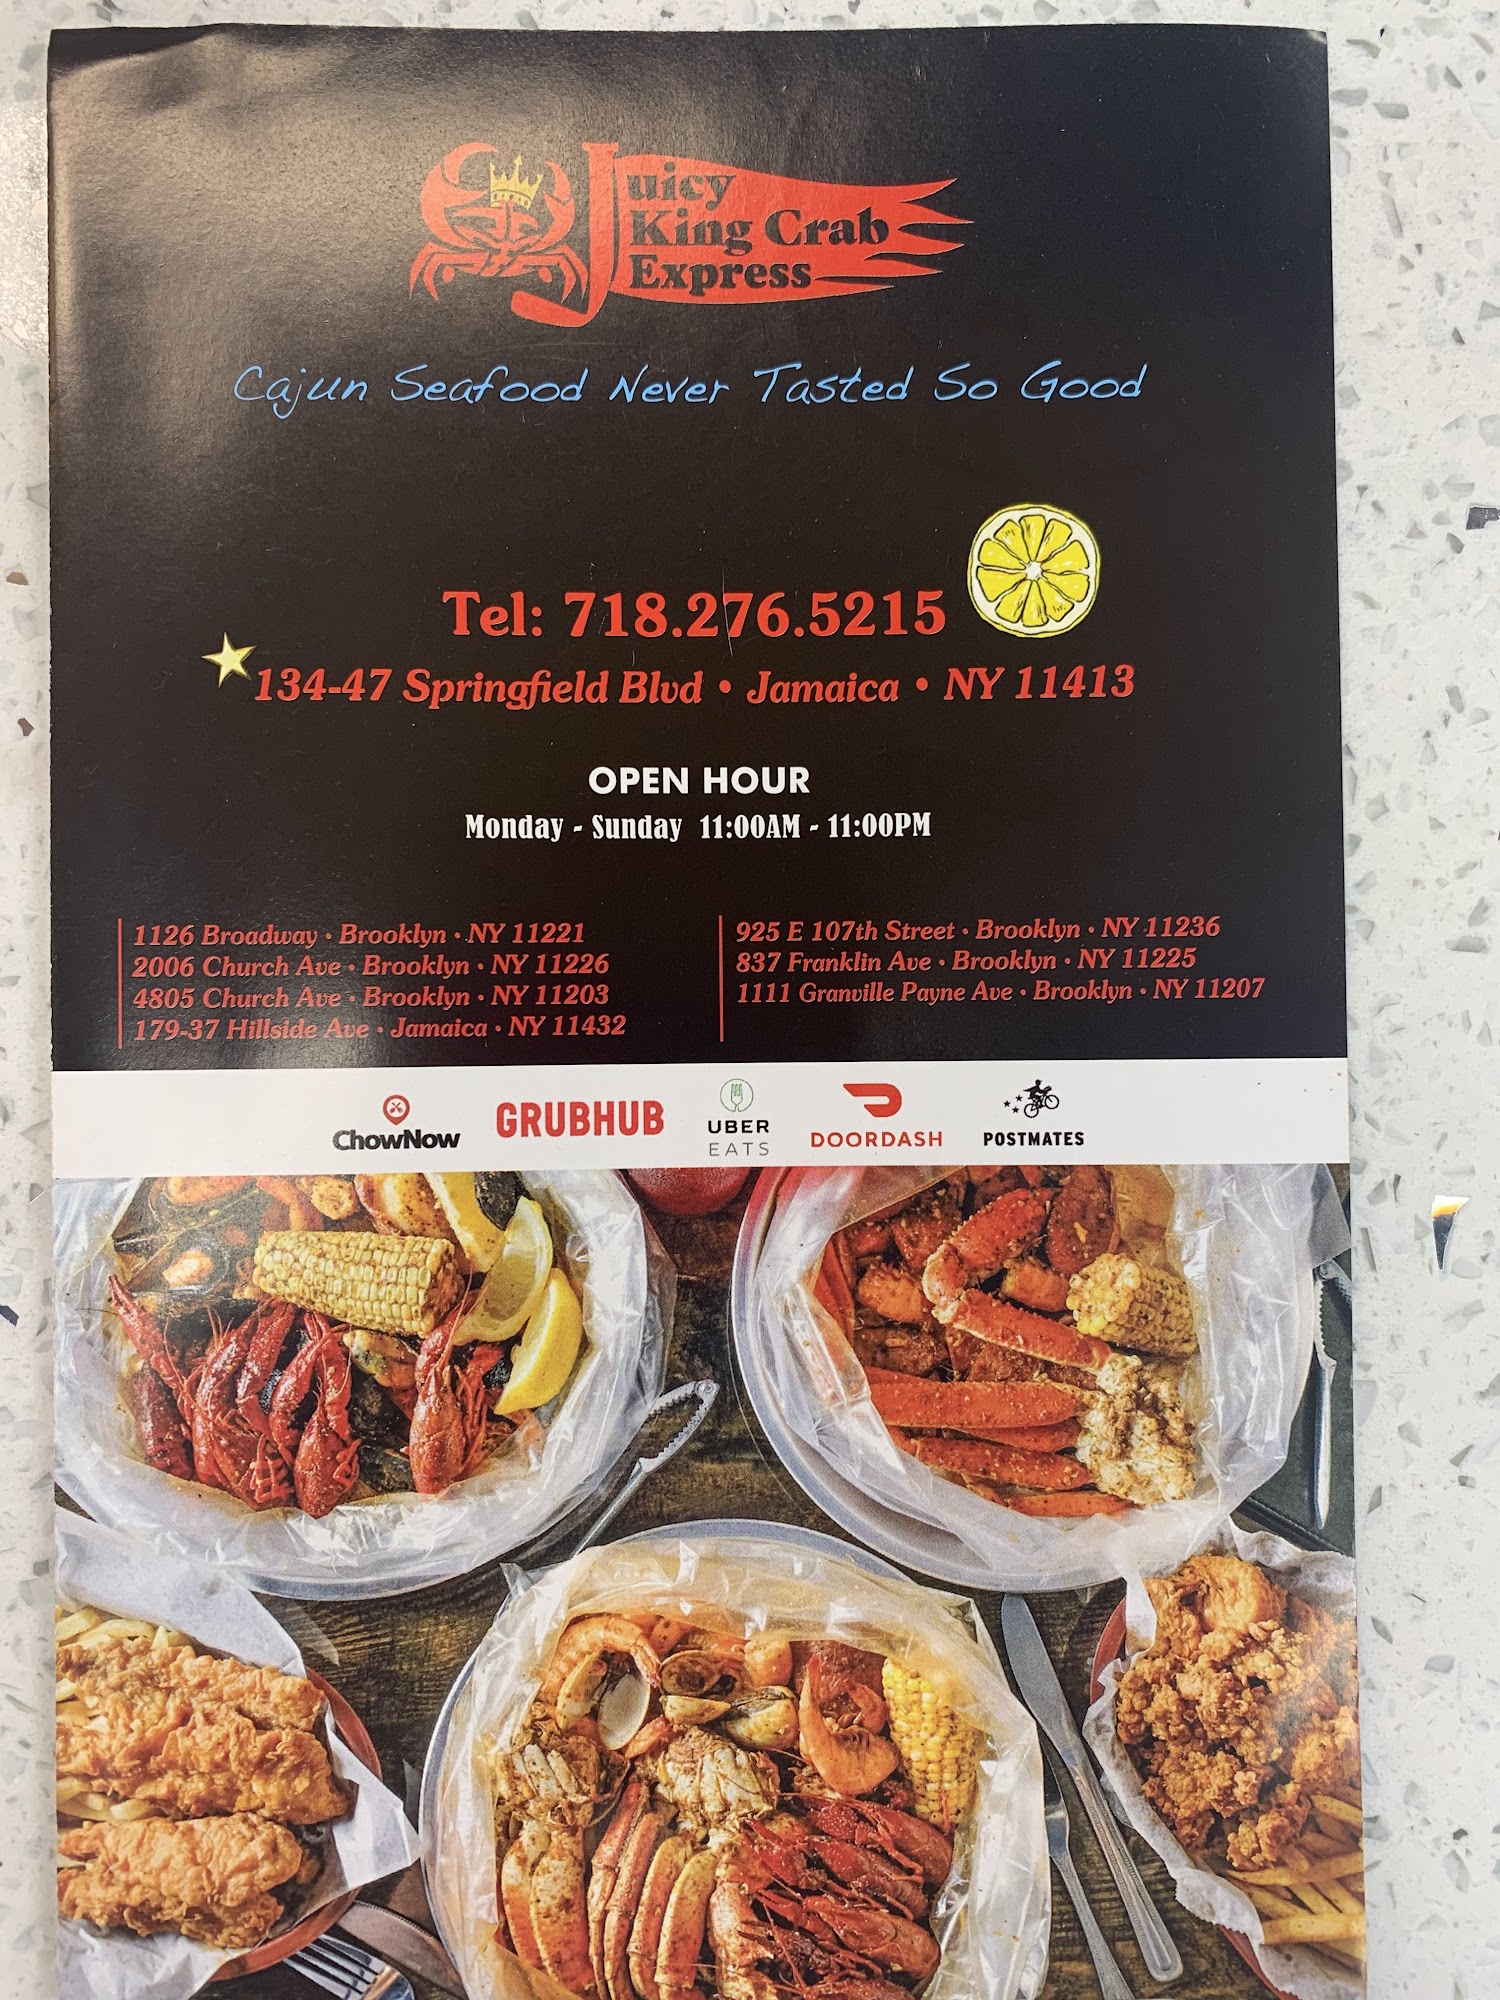 Juicy
King Crab
Express
Cajun Seafood Never Tasted So Good
Tel: 718.276.5215
134-47 Springfield Blvd • Jamaica • NY 11413
OPEN HOUR
Monday - Sunday 11:00AM - 11:00PM
1126 Broadway • Brooklyn • NY 11221
2006 Church Ave • Brooklyn • NY 11226
4805 Church Ave • Brooklyn • NY 11203
179-37 Hillside Ave • Jamaica • NY 11432
925 E 107th Street • Brooklyn • NY 11236
837 Franklin Ave • Brooklyn • NY 11225
1111 Granville Payne Ave • Brooklyn • NY 11207
ChowNow
GRUBHUB
UBER
EATS
DOORDASH
POSTMATES